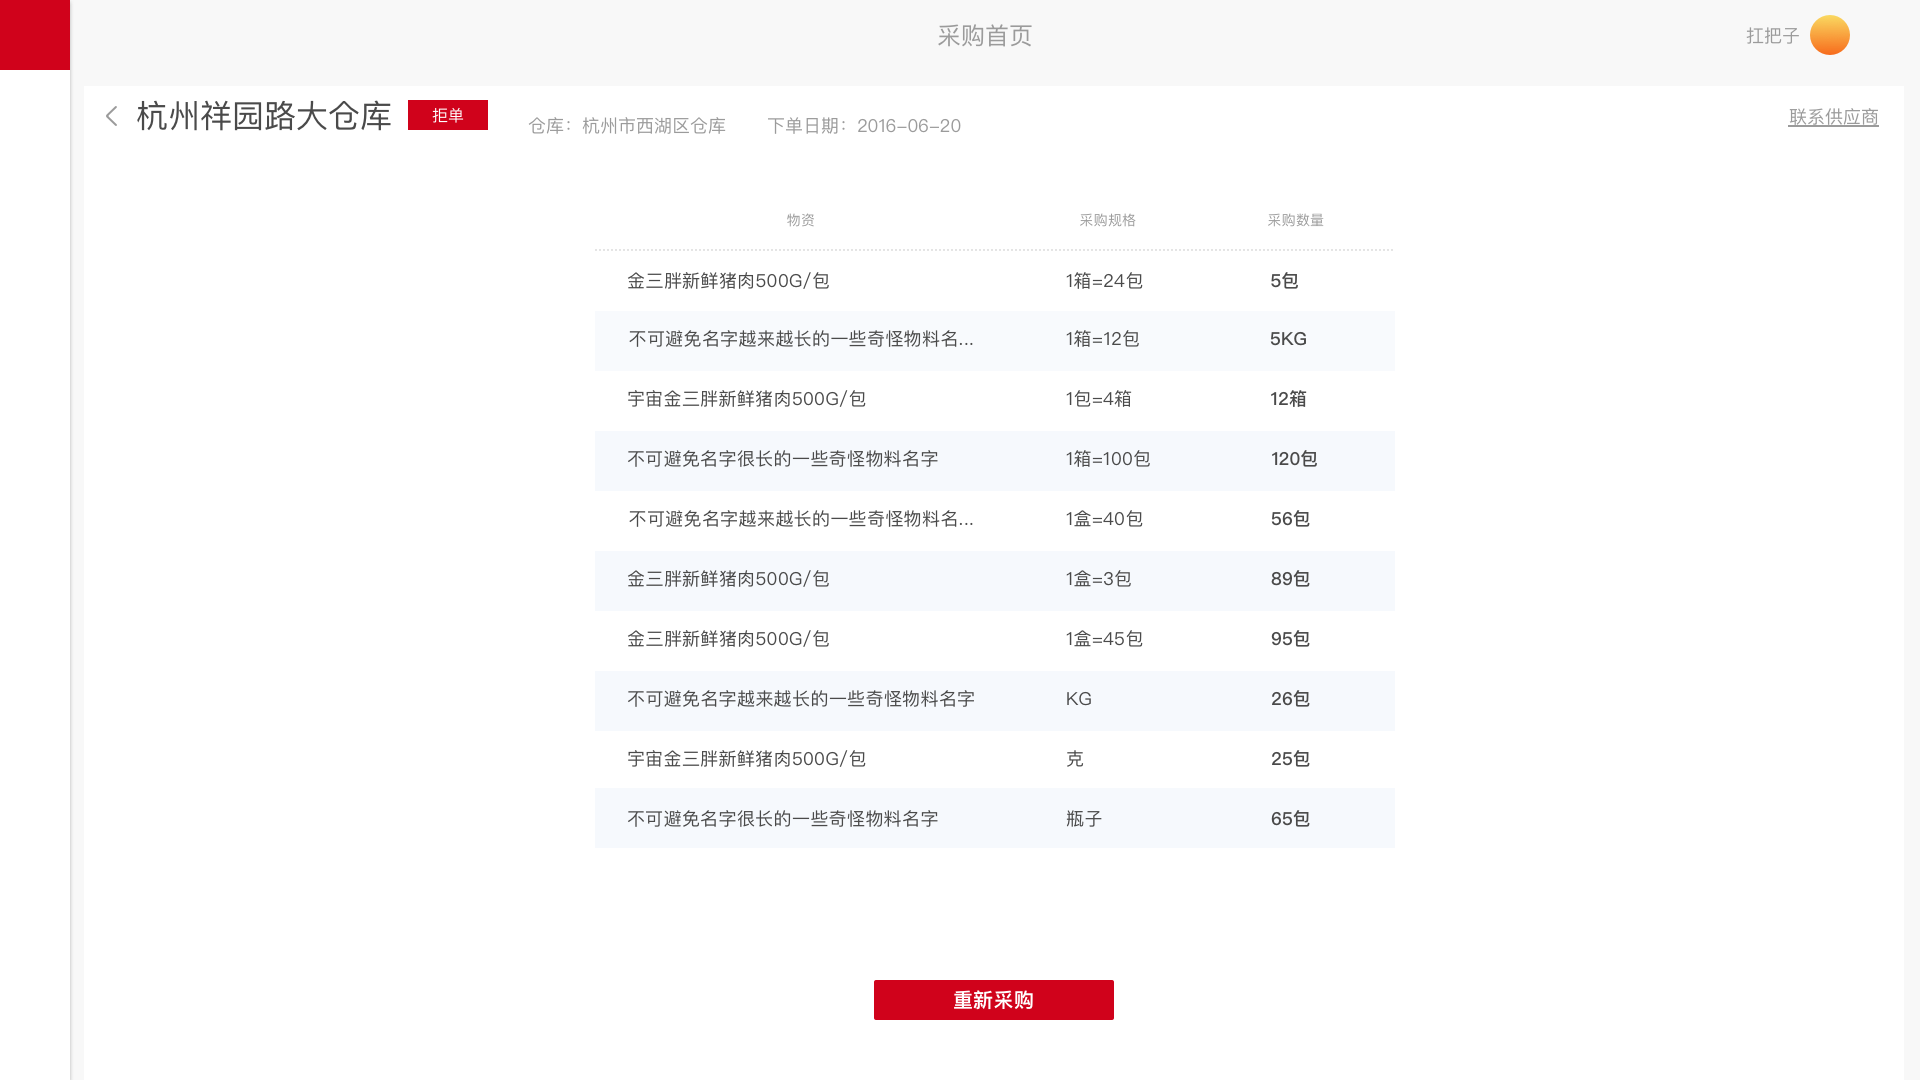 采购首页
扛把子
杭州祥园路大仓库
拒单
仓库：杭州市西湖区仓库
下单日期：2016-06-20
联系供应商
物资 采购规格 采购数量
金三胖新鲜猪肉500G/包 1箱=24包 5包
不可避免名字越来越长的一些奇怪物料名... 1箱=12包 5KG
宇宙金三胖新鲜猪肉500G/包 1包=4箱 12箱
不可避免名字很长的一些奇怪物料名字 1箱=100包 120包
不可避免名字越来越长的一些奇怪物料名... 1盒=40包 56包
金三胖新鲜猪肉500G/包 1盒=3包 89包
金三胖新鲜猪肉500G/包 1盒=45包 95包
不可避免名字越来越长的一些奇怪物料名字 KG 26包
宇宙金三胖新鲜猪肉500G/包 克 25包
不可避免名字很长的一些奇怪物料名字 瓶子 65包
重新采购